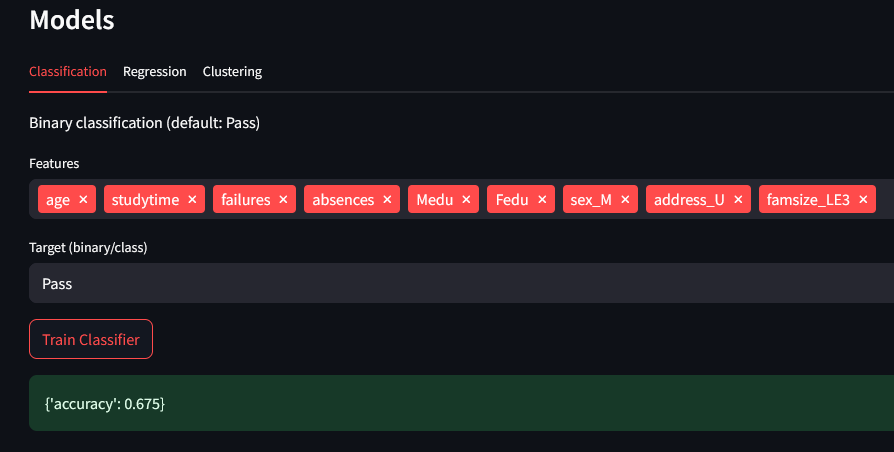 Models
Classification Regression Clustering
Binary classification (default: Pass)
Features
age × studytime × failures × absences × Medu × Fedu × sex_M × address_U × famsize_LE3 ×
Target (binary/class)
Pass
Train Classifier
{'accuracy': 0.675}